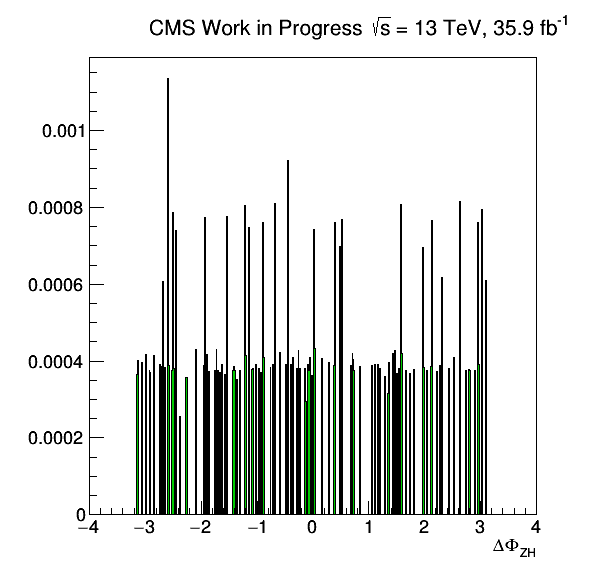 CMS Work in Progress √s = 13 TeV, 35.9 fb⁻¹
0.001
0.0008
0.0006
0.0004
0.0002
0
−4 −3 −2 −1 0 1 2 3 4
ΔΦ_ZH